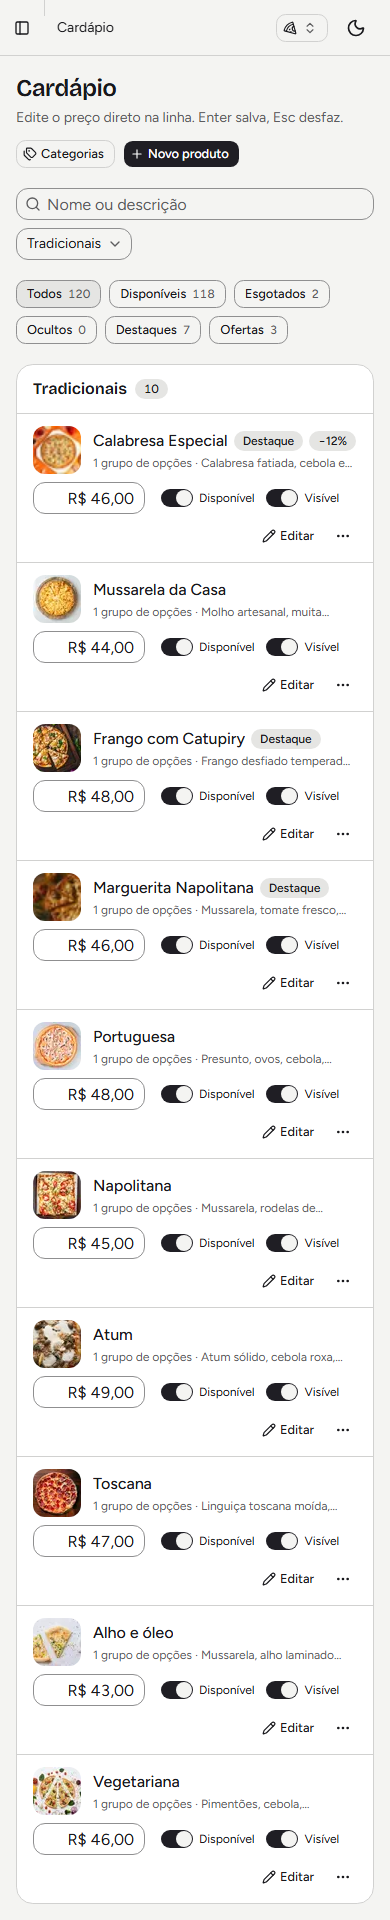 Cardápio
Cardápio
Edite o preço direto na linha. Enter salva, Esc desfaz.
Categorias
Novo produto
Nome ou descrição
Tradicionais
Todos 120
Disponíveis 118
Esgotados 2
Ocultos 0
Destaques 7
Ofertas 3
Tradicionais 10
Calabresa Especial Destaque −12%
1 grupo de opções · Calabresa fatiada, cebola e…
R$ 46,00 Disponível Visível
Editar
Mussarela da Casa
1 grupo de opções · Molho artesanal, muita…
R$ 44,00 Disponível Visível
Editar
Frango com Catupiry Destaque
1 grupo de opções · Frango desfiado temperad…
R$ 48,00 Disponível Visível
Editar
Marguerita Napolitana Destaque
1 grupo de opções · Mussarela, tomate fresco,…
R$ 46,00 Disponível Visível
Editar
Portuguesa
1 grupo de opções · Presunto, ovos, cebola,…
R$ 48,00 Disponível Visível
Editar
Napolitana
1 grupo de opções · Mussarela, rodelas de…
R$ 45,00 Disponível Visível
Editar
Atum
1 grupo de opções · Atum sólido, cebola roxa,…
R$ 49,00 Disponível Visível
Editar
Toscana
1 grupo de opções · Linguiça toscana moída,…
R$ 47,00 Disponível Visível
Editar
Alho e óleo
1 grupo de opções · Mussarela, alho laminado…
R$ 43,00 Disponível Visível
Editar
Vegetariana
1 grupo de opções · Pimentões, cebola,…
R$ 46,00 Disponível Visível
Editar